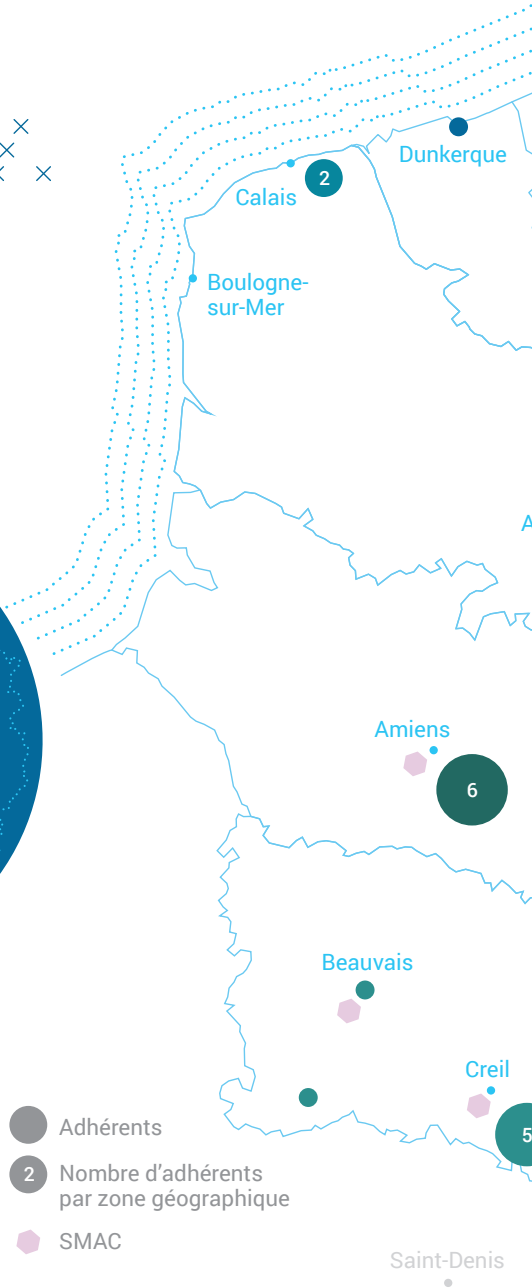 Dunkerque
2
Calais
Boulogne-
sur-Mer
A
Amiens
6
Beauvais
Creil
5
Adhérents
2 Nombre d'adhérents
par zone géographique
SMAC
Saint-Denis